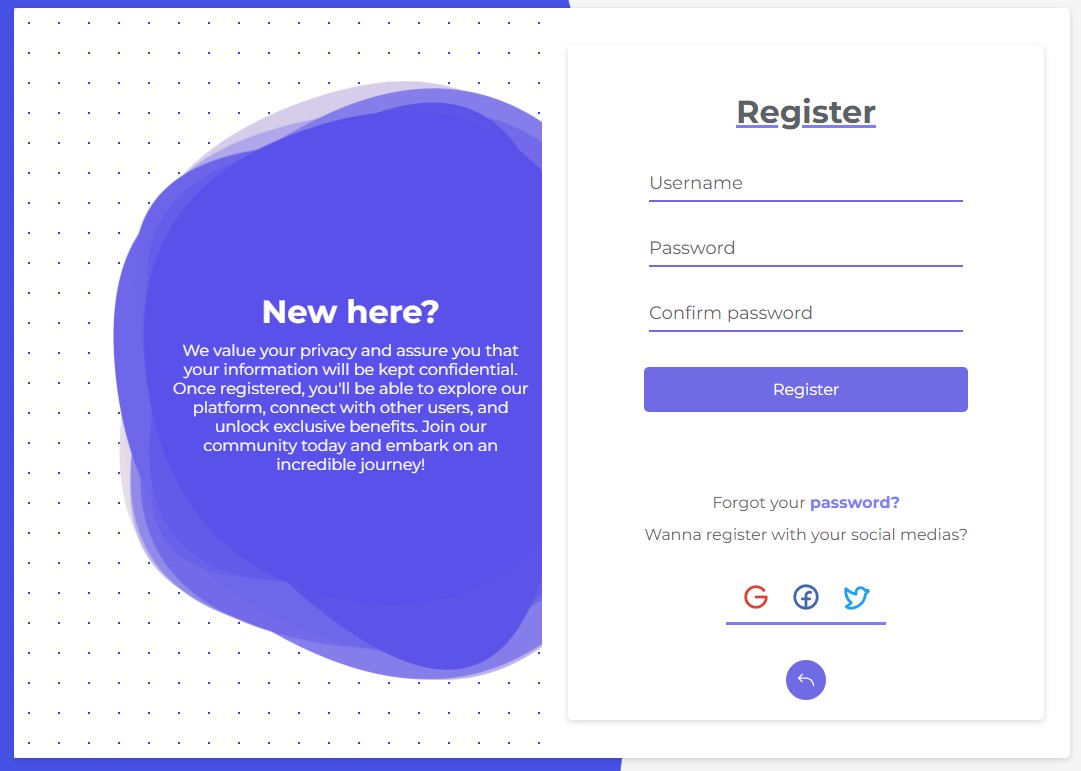 New here?
We value your privacy and assure you that
your information will be kept confidential.
Once registered, you'll be able to explore our
platform, connect with other users, and
unlock exclusive benefits. Join our
community today and embark on an
incredible journey!
Register
Username
Password
Confirm password
Register
Forgot your password?
Wanna register with your social medias?